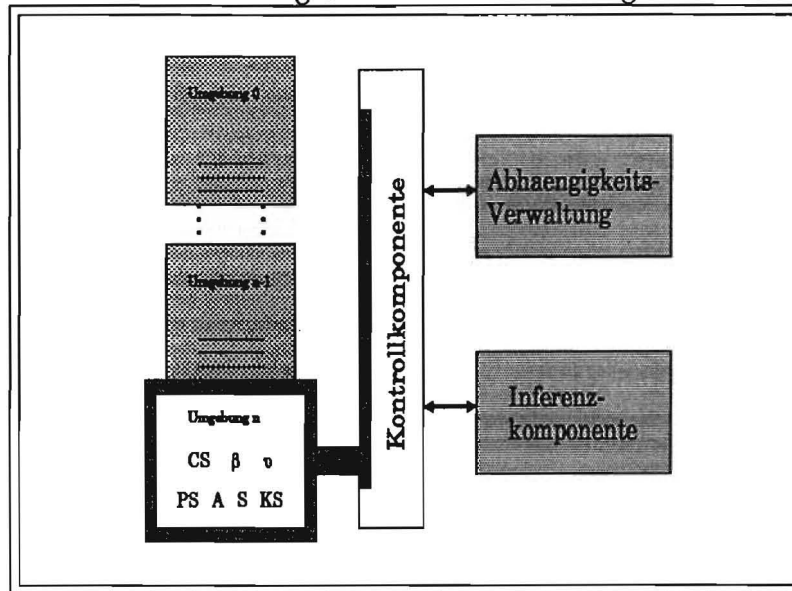 Umgebung 0
Umgebung n-1
Umgebung n
CS β υ
PS A S KS
Kontrollkomponente
Abhaengigkeits-
Verwaltung
Inferenz-
komponente